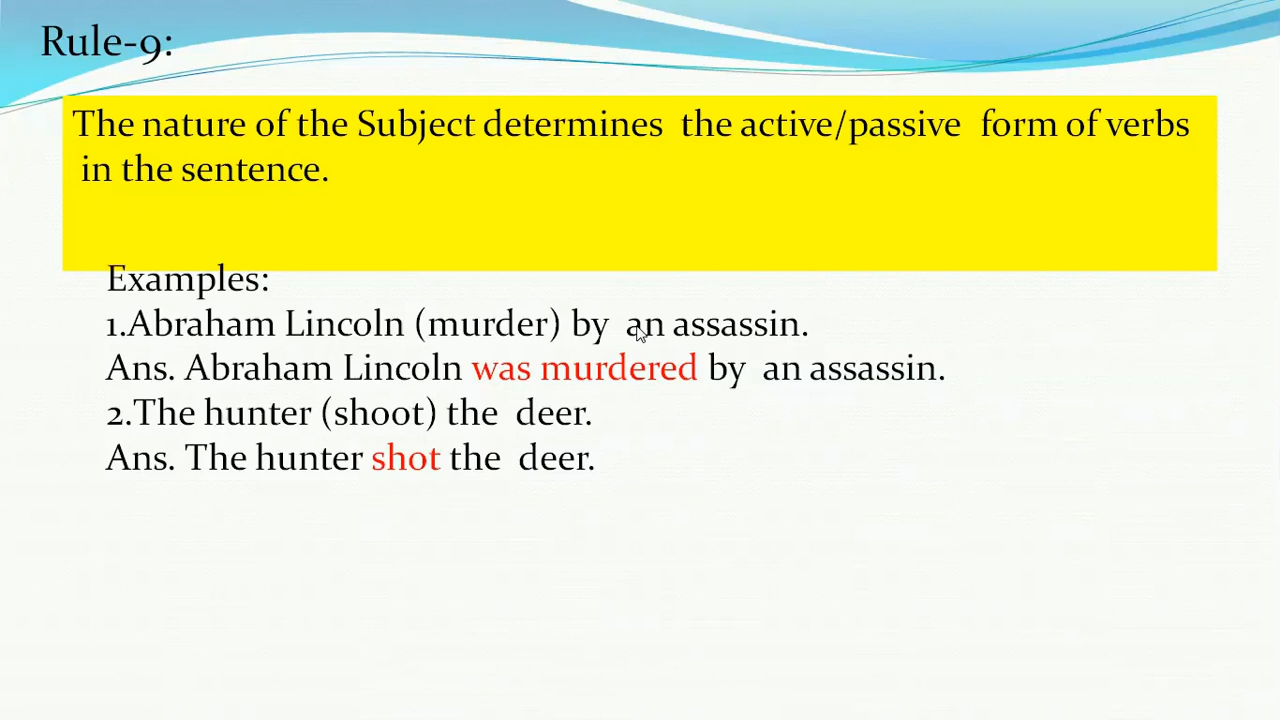 Rule-9:
The nature of the Subject determines the active/passive form of verbs
in the sentence.
Examples:
1.Abraham Lincoln (murder) by an assassin.
Ans. Abraham Lincoln was murdered by an assassin.
2.The hunter (shoot) the deer.
Ans. The hunter shot the deer.